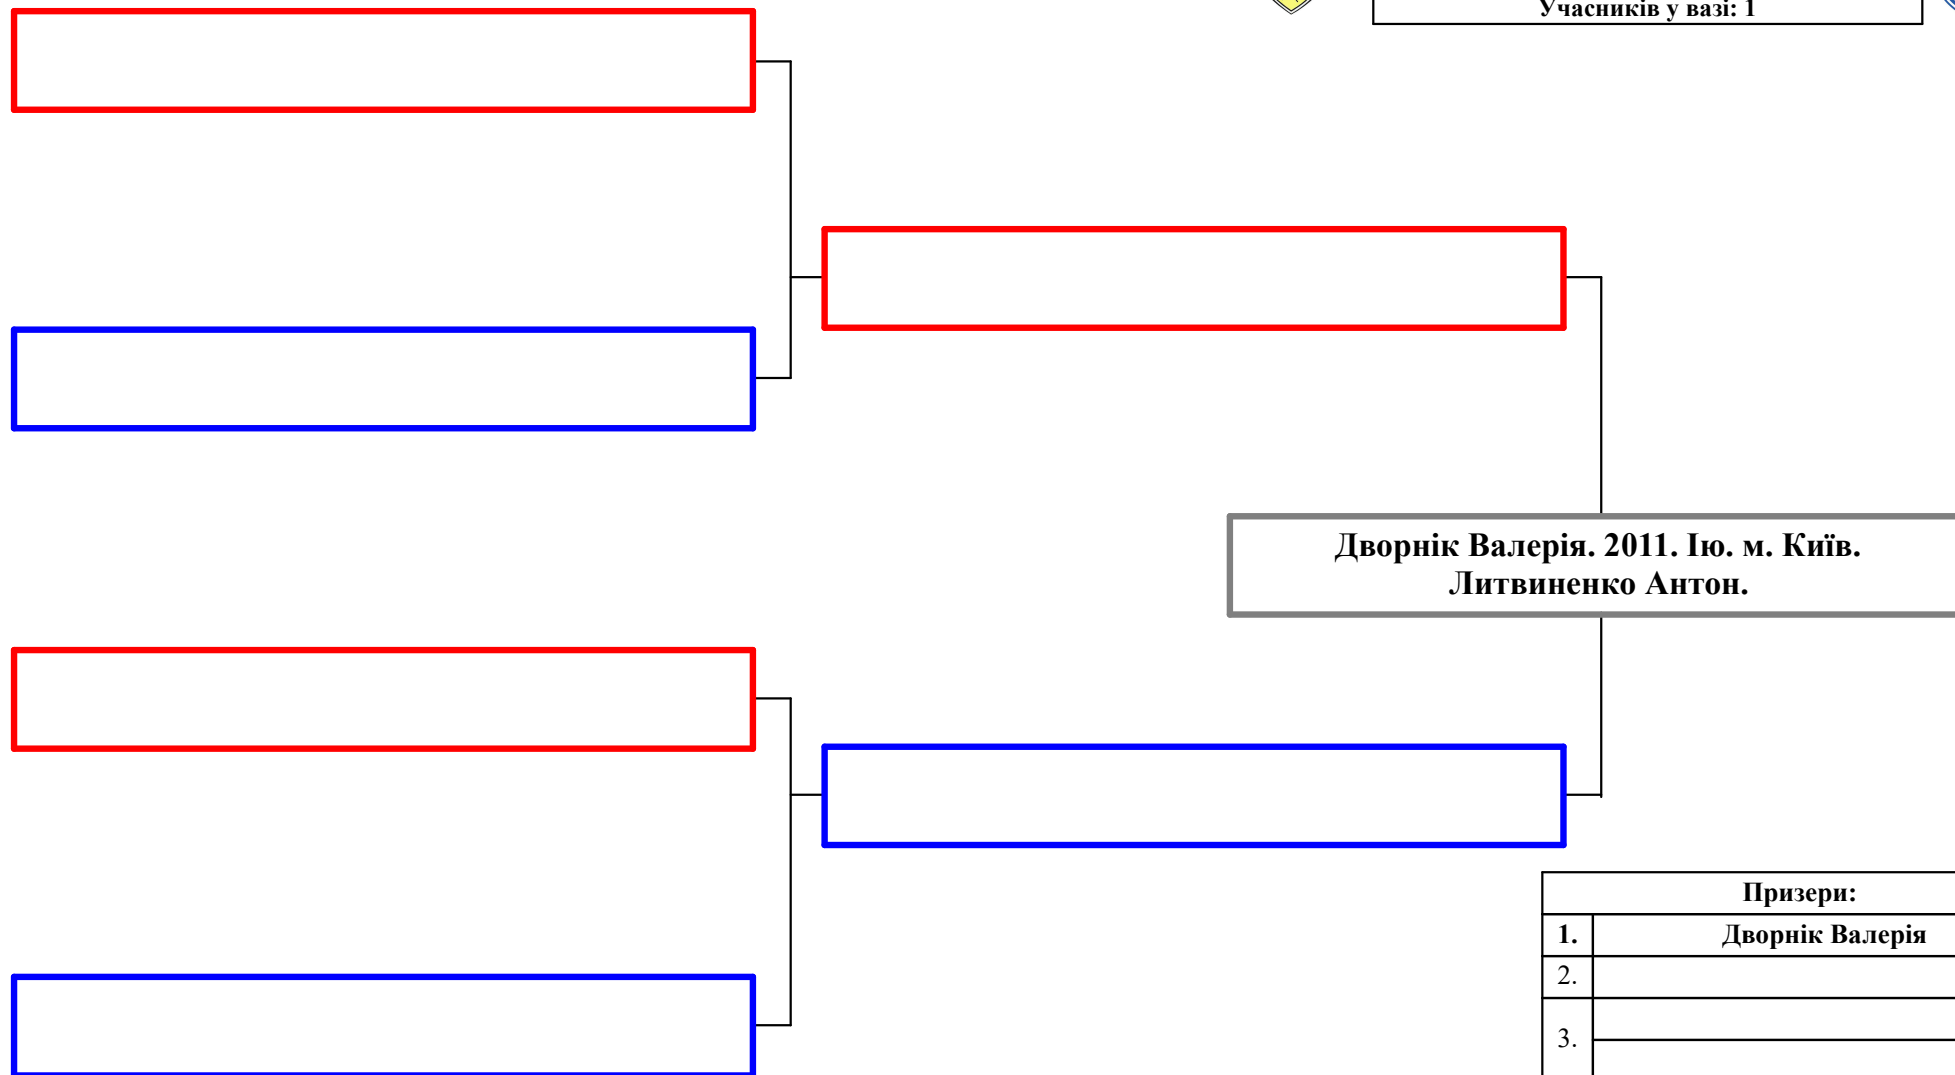 Учасників у вазі: 1
Дворнік Валерія. 2011. Ію. м. Київ.
Литвиненко Антон.
Призери:
1. Дворнік Валерія
2.
3.